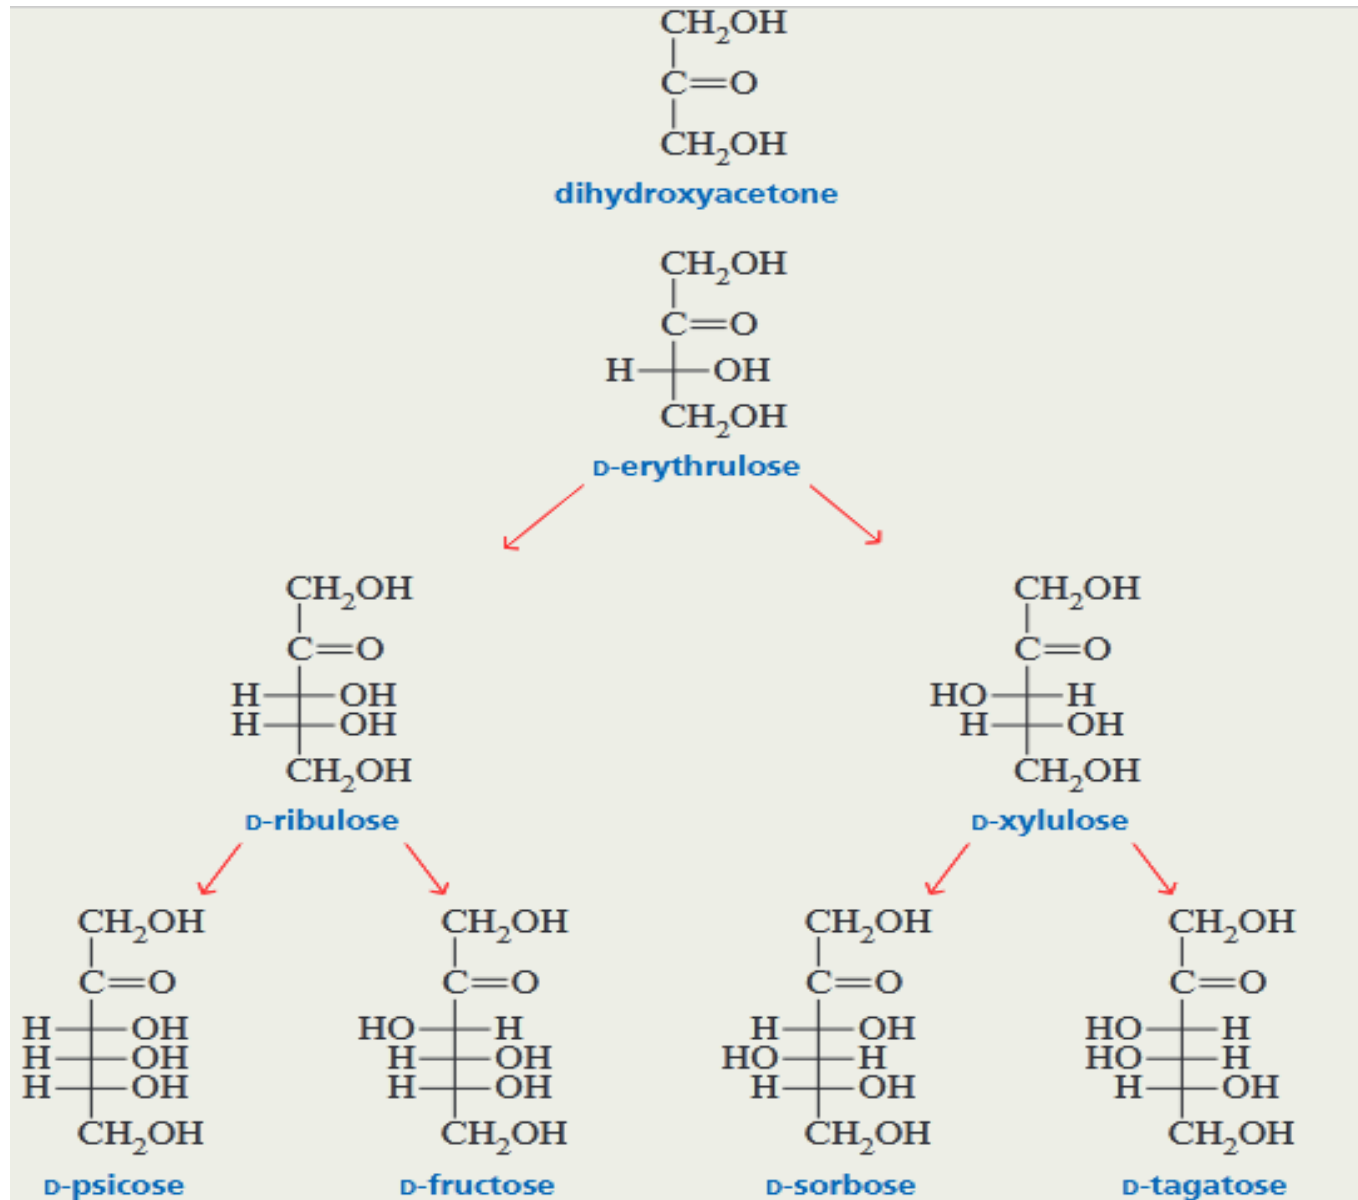 CH₂OH
C=O
CH₂OH
dihydroxyacetone
CH₂OH
C=O
H OH
CH₂OH
D-erythrulose
CH₂OH CH₂OH
C=O C=O
H OH HO H
H OH H OH
CH₂OH CH₂OH
D-ribulose D-xylulose
CH₂OH CH₂OH CH₂OH CH₂OH
C=O C=O C=O C=O
H OH HO H H OH HO H
H OH H OH HO H HO H
H OH H OH H OH H OH
CH₂OH CH₂OH CH₂OH CH₂OH
D-psicose D-fructose D-sorbose D-tagatose